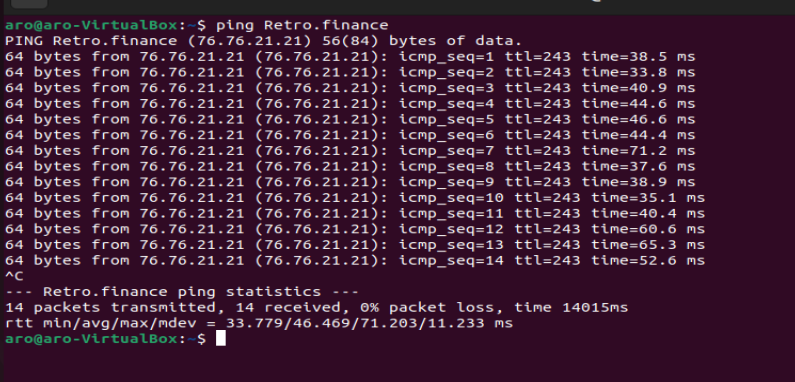 aro@aro-VirtualBox:~$ ping Retro.finance
PING Retro.finance (76.76.21.21) 56(84) bytes of data.
64 bytes from 76.76.21.21 (76.76.21.21): icmp_seq=1 ttl=243 time=38.5 ms
64 bytes from 76.76.21.21 (76.76.21.21): icmp_seq=2 ttl=243 time=33.8 ms
64 bytes from 76.76.21.21 (76.76.21.21): icmp_seq=3 ttl=243 time=40.9 ms
64 bytes from 76.76.21.21 (76.76.21.21): icmp_seq=4 ttl=243 time=44.6 ms
64 bytes from 76.76.21.21 (76.76.21.21): icmp_seq=5 ttl=243 time=46.6 ms
64 bytes from 76.76.21.21 (76.76.21.21): icmp_seq=6 ttl=243 time=44.4 ms
64 bytes from 76.76.21.21 (76.76.21.21): icmp_seq=7 ttl=243 time=71.2 ms
64 bytes from 76.76.21.21 (76.76.21.21): icmp_seq=8 ttl=243 time=37.6 ms
64 bytes from 76.76.21.21 (76.76.21.21): icmp_seq=9 ttl=243 time=38.9 ms
64 bytes from 76.76.21.21 (76.76.21.21): icmp_seq=10 ttl=243 time=35.1 ms
64 bytes from 76.76.21.21 (76.76.21.21): icmp_seq=11 ttl=243 time=40.4 ms
64 bytes from 76.76.21.21 (76.76.21.21): icmp_seq=12 ttl=243 time=60.6 ms
64 bytes from 76.76.21.21 (76.76.21.21): icmp_seq=13 ttl=243 time=65.3 ms
64 bytes from 76.76.21.21 (76.76.21.21): icmp_seq=14 ttl=243 time=52.6 ms
^C
--- Retro.finance ping statistics ---
14 packets transmitted, 14 received, 0% packet loss, time 14015ms
rtt min/avg/max/mdev = 33.779/46.469/71.203/11.233 ms
aro@aro-VirtualBox:~$